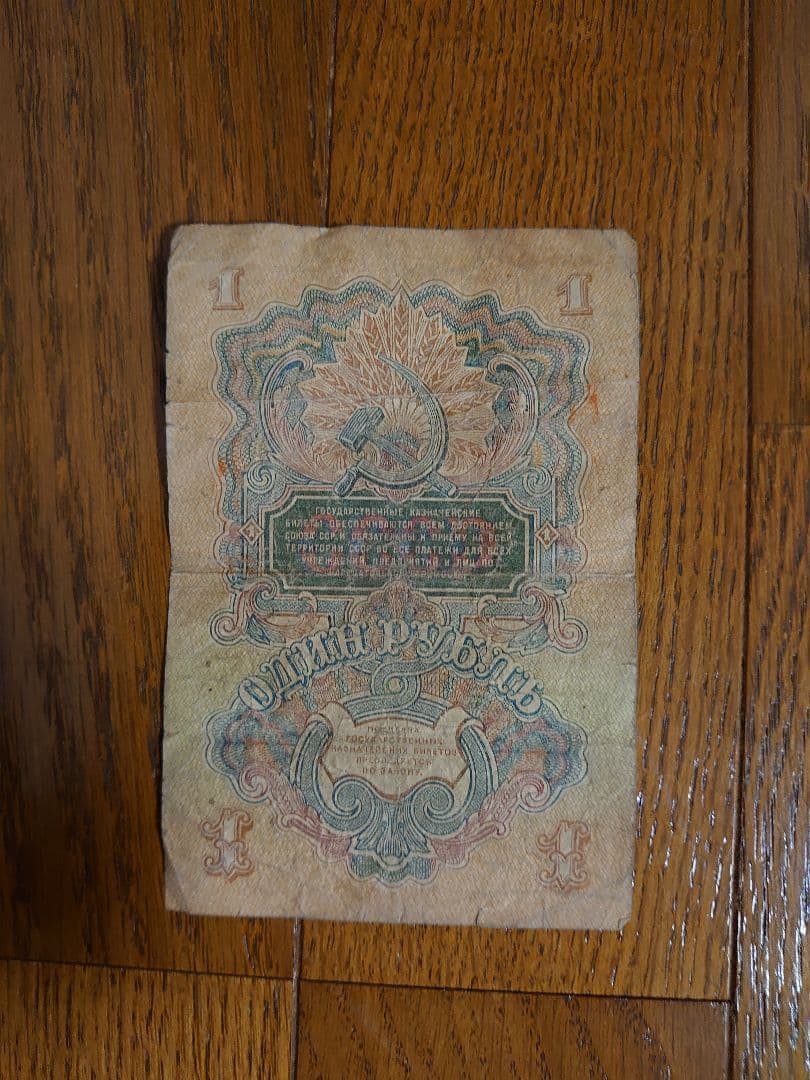 1 1
ГОСУДАРСТВЕННЫЕ КАЗНАЧЕЙСКИЕ
БИЛЕТЫ ОБЕСПЕЧИВАЮТСЯ ВСЕМ ДОСТОЯНИЕМ
СОЮЗА ССР И ОБЯЗАТЕЛЬНЫ К ПРИЁМУ НА ВСЕЙ
ТЕРРИТОРИИ СССР ВО ВСЕ ПЛАТЕЖИ ДЛЯ ВСЕХ
УЧРЕЖДЕНИЙ, ПРЕДПРИЯТИЙ И ЛИЦ ПО
ОДИН РУБЛЬ
ПОДДЕЛКА
ГОСУДАРСТВЕННЫХ
КАЗНАЧЕЙСКИХ БИЛЕТОВ
ПРЕСЛЕДУЕТСЯ
ПО ЗАКОНУ.
1 1